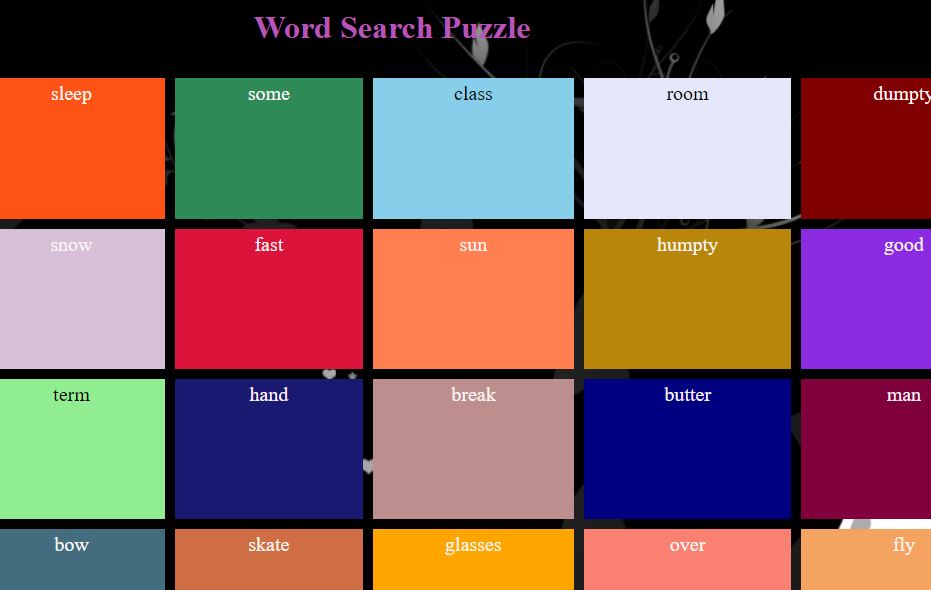 Word Search Puzzle
sleep some class room dumpty
snow fast sun humpty good
term hand break butter man
bow skate glasses over fly